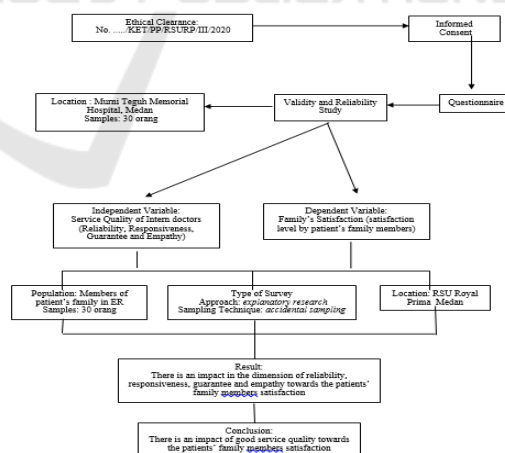 Ethical Clearance:
No. ...../KET/PP/RSURP/III/2020
Informed
Consent
Location : Murni Teguh Memorial
Hospital, Medan
Samples: 30 orang
Validity and Reliability
Study
Questionnaire
Independent Variable:
Service Quality of Intern doctors
(Reliability, Responsiveness,
Guarantee and Empathy)
Dependent Variable:
Family's Satisfaction (satisfaction
level by patient's family members)
Population: Members of
patient's family in ER
Samples: 30 orang
Type of Survey
Approach: explanatory research
Sampling Technique: accidental sampling
Location: RSU Royal
Prima Medan
Result:
There is an impact in the dimension of reliability,
responsiveness, guarantee and empathy towards the patients'
family members satisfaction
Conclusion:
There is an impact of good service quality towards
the patients' family members satisfaction